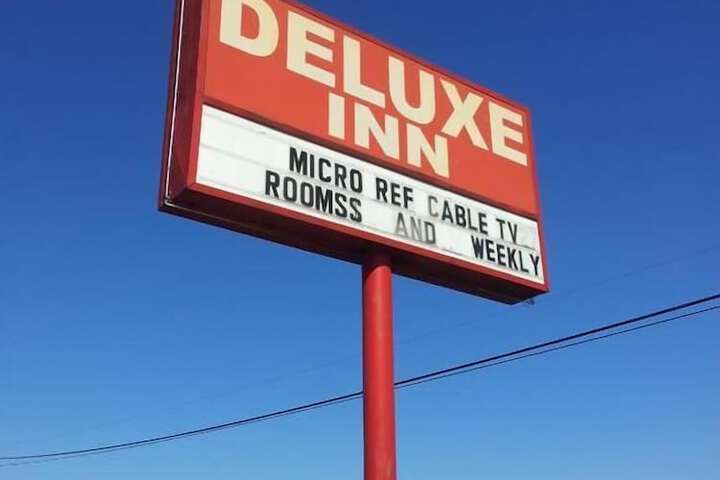 DELUXE
INN
MICRO REF CABLE TV
ROOMSS AND WEEKLY